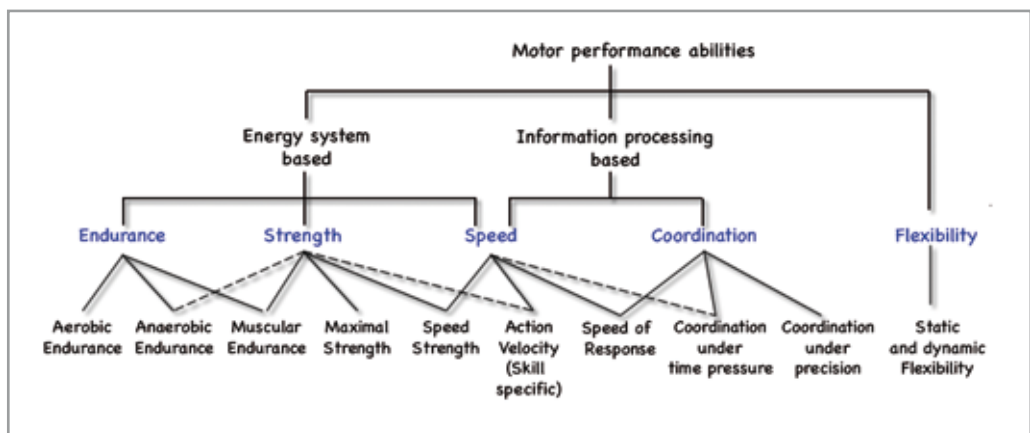 Motor performance abilities
Energy system
based
Information processing
based
Endurance
Strength
Speed
Coordination
Flexibility
Aerobic
Endurance
Anaerobic
Endurance
Muscular
Endurance
Maximal
Strength
Speed
Strength
Action
Velocity
(Skill
specific)
Speed of
Response
Coordination
under
time pressure
Coordination
under
precision
Static
and dynamic
Flexibility